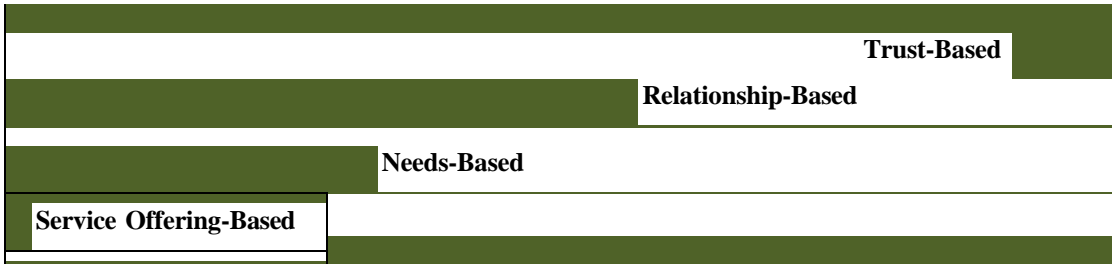 Trust-Based
Relationship-Based
Needs-Based
Service Offering-Based